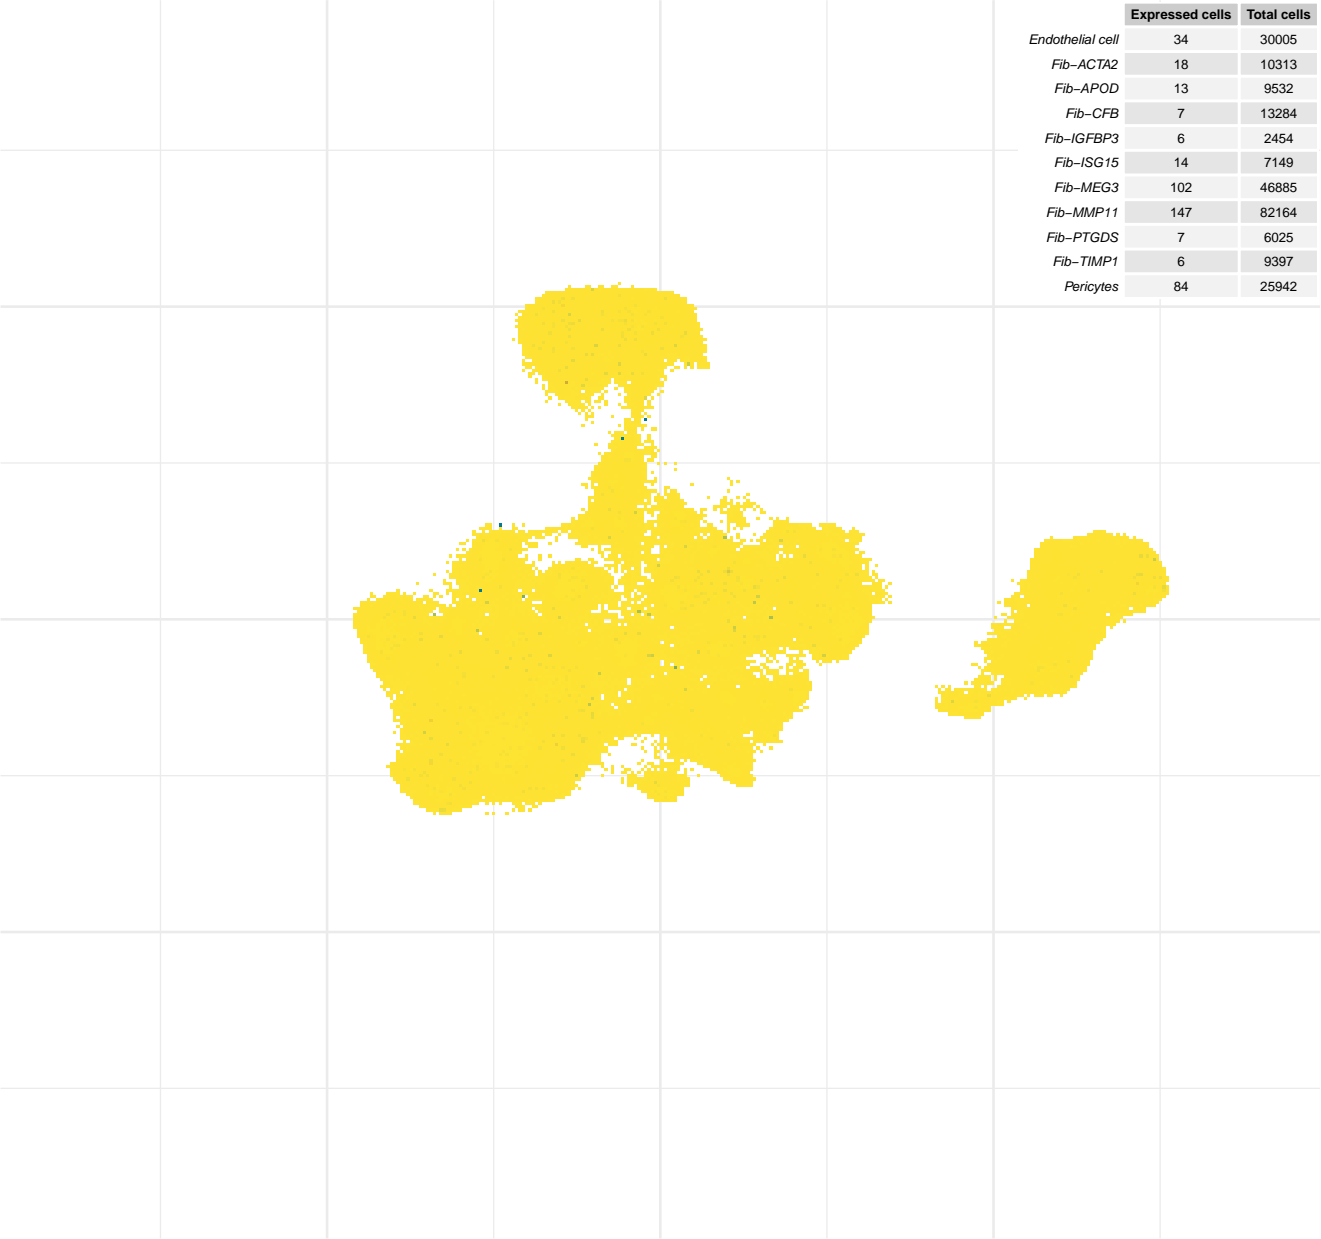 Expressed cells Total cells
Endothelial cell 34 30005
Fib−ACTA2 18 10313
Fib−APOD 13 9532
Fib−CFB 7 13284
Fib−IGFBP3 6 2454
Fib−ISG15 14 7149
Fib−MEG3 102 46885
Fib−MMP11 147 82164
Fib−PTGDS 7 6025
Fib−TIMP1 6 9397
Pericytes 84 25942